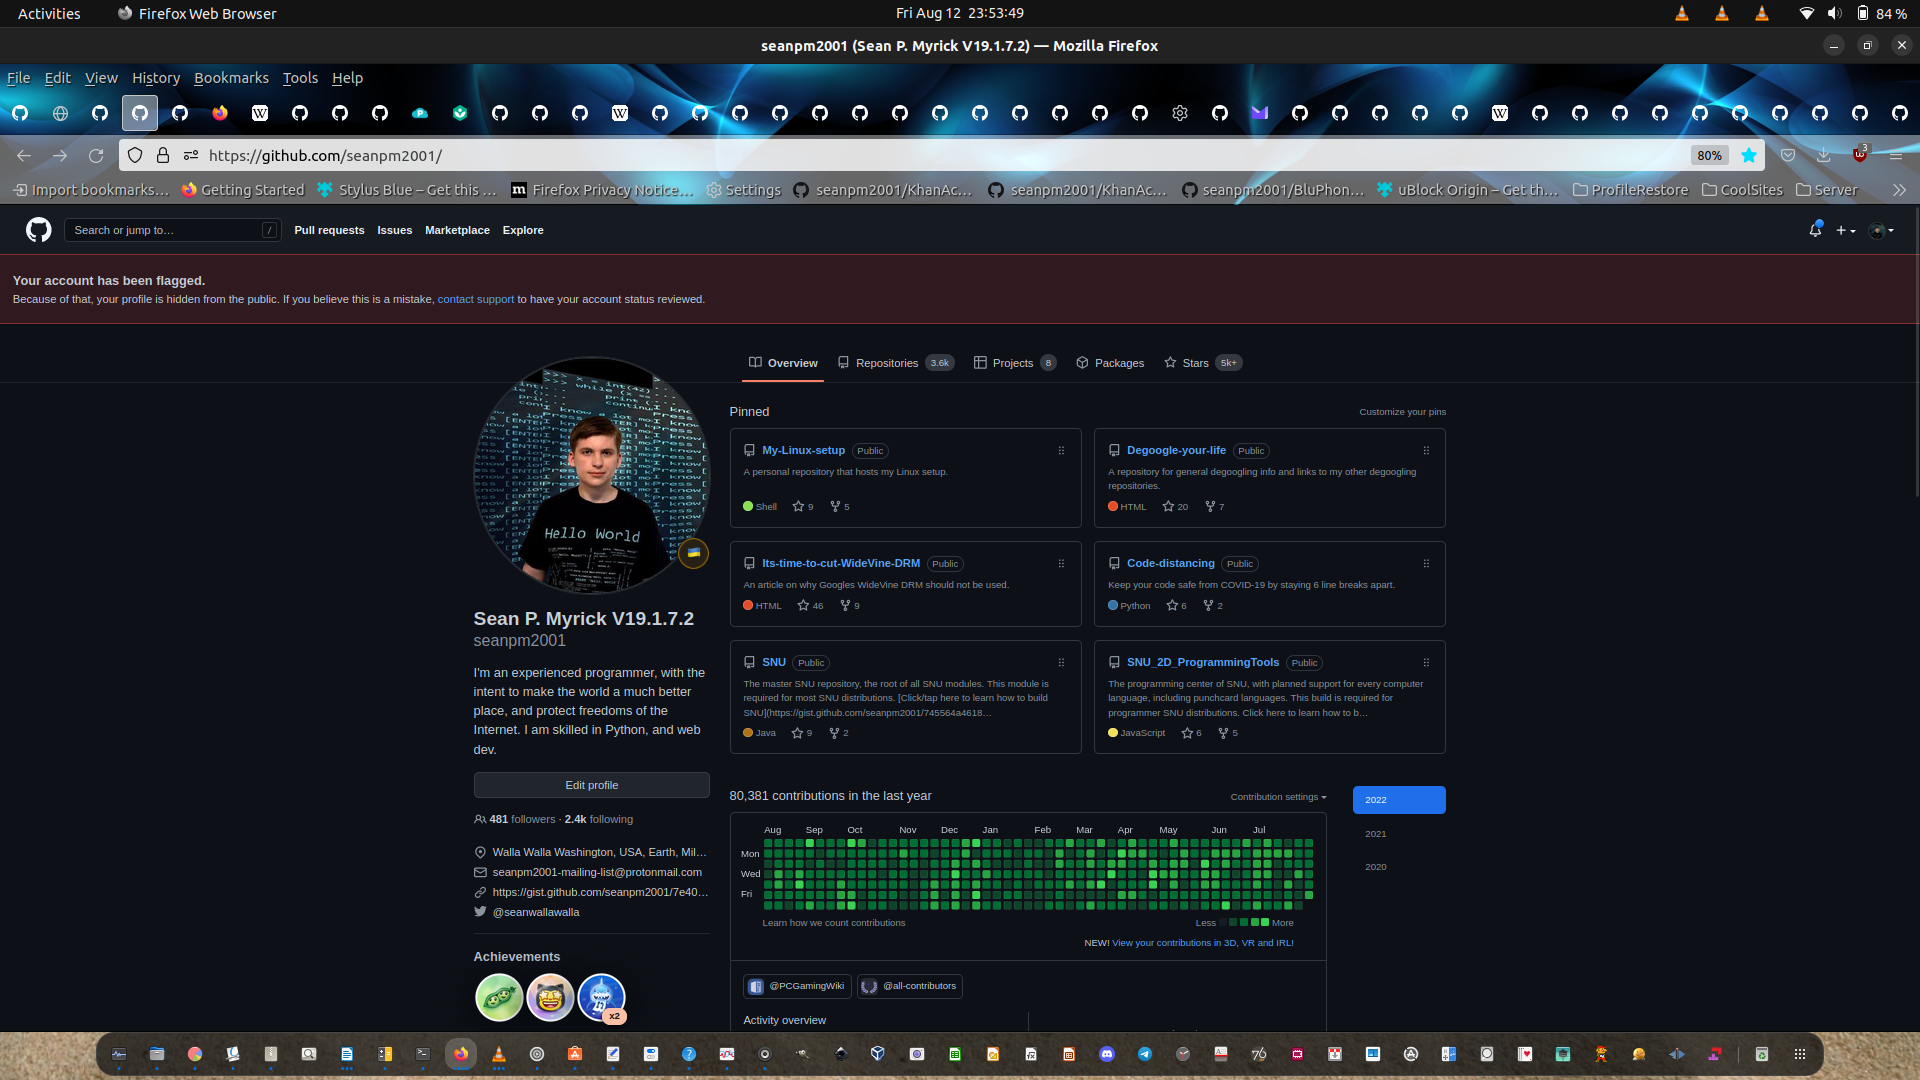 Activities
Firefox Web Browser
Fri Aug 12 23:53:49
84 %
seanpm2001 (Sean P. Myrick V19.1.7.2) — Mozilla Firefox
File Edit View History Bookmarks Tools Help
https://github.com/seanpm2001/
80%
3
Import bookmarks…
Getting Started
Stylus Blue – Get this …
Firefox Privacy Notice…
Settings
seanpm2001/KhanAc…
seanpm2001/KhanAc…
seanpm2001/BluPhon…
uBlock Origin – Get th…
ProfileRestore
CoolSites
Server
Search or jump to…
/
Pull requests
Issues
Marketplace
Explore
Your account has been flagged.
Because of that, your profile is hidden from the public. If you believe this is a mistake, contact support to have your account status reviewed.
Overview
Repositories 3.6k
Projects 8
Packages
Stars 5k+
Hello World
Sean P. Myrick V19.1.7.2
seanpm2001
I'm an experienced programmer, with the
intent to make the world a much better
place, and protect freedoms of the
Internet. I am skilled in Python, and web
dev.
Edit profile
481 followers · 2.4k following
Walla Walla Washington, USA, Earth, Mil…
seanpm2001-mailing-list@protonmail.com
https://gist.github.com/seanpm2001/7e40…
@seanwallawalla
Achievements
x2
Pinned
Customize your pins
My-Linux-setup Public
A personal repository that hosts my Linux setup.
Shell 9 5
Degoogle-your-life Public
A repository for general degoogling info and links to my other degoogling
repositories.
HTML 20 7
Its-time-to-cut-WideVine-DRM Public
An article on why Googles WideVine DRM should not be used.
HTML 46 9
Code-distancing Public
Keep your code safe from COVID-19 by staying 6 line breaks apart.
Python 6 2
SNU Public
The master SNU repository, the root of all SNU modules. This module is
required for most SNU distributions. [Click/tap here to learn how to build
SNU](https://gist.github.com/seanpm2001/745564a4618…
Java 9 2
SNU_2D_ProgrammingTools Public
The programming center of SNU, with planned support for every computer
language, including punchcard languages. This build is required for
programmer SNU distributions. Click here to learn how to b…
JavaScript 6 5
80,381 contributions in the last year
Contribution settings
2022
2021
2020
Aug Sep Oct Nov Dec Jan Feb Mar Apr May Jun Jul
Mon
Wed
Fri
Learn how we count contributions
Less More
NEW! View your contributions in 3D, VR and IRL!
@PCGamingWiki
@all-contributors
Activity overview